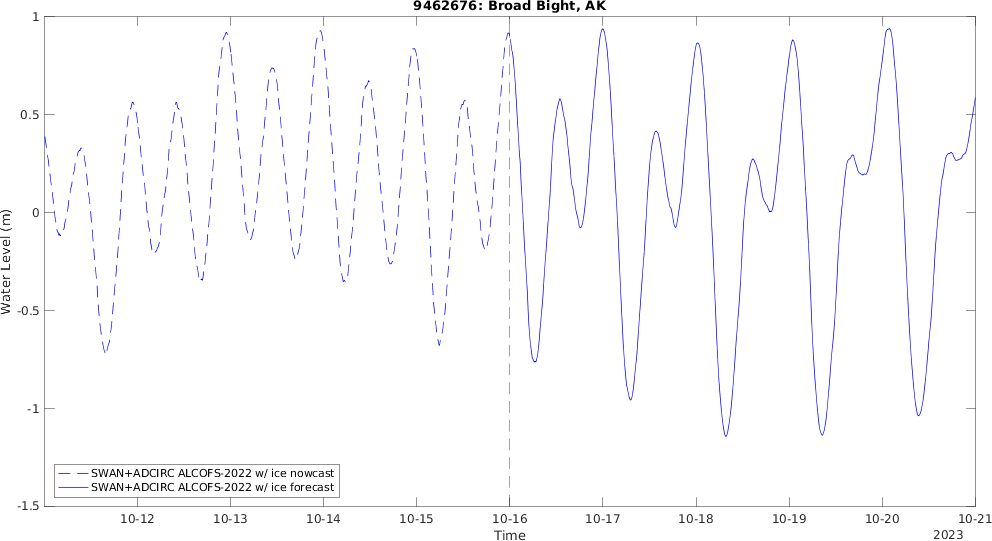 9462676: Broad Bight, AK
Water Level (m)
1
0.5
0
-0.5
-1
-1.5
SWAN+ADCIRC ALCOFS-2022 w/ ice nowcast
SWAN+ADCIRC ALCOFS-2022 w/ ice forecast
10-12 10-13 10-14 10-15 10-16 10-17 10-18 10-19 10-20 10-21
Time
2023